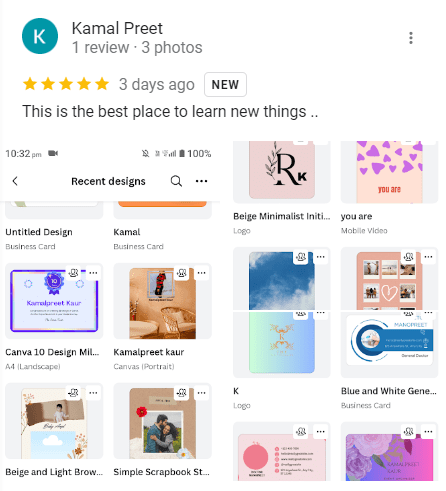 K
Kamal Preet
1 review · 3 photos
3 days ago NEW
This is the best place to learn new things ..
10:32 pm
100%
Recent designs
Untitled Design
Business Card
Kamal
Business Card
10
Kamalpreet Kaur
Canva 10 Design Mil...
A4 (Landscape)
Kamalpreet kaur
Canvas (Portrait)
Beige and Light Brow...
Simple Scrapbook St...
R
K
Beige Minimalist Initi...
Logo
you are
you are
Mobile Video
K
Logo
MANOPREET
Blue and White Gene...
Business Card